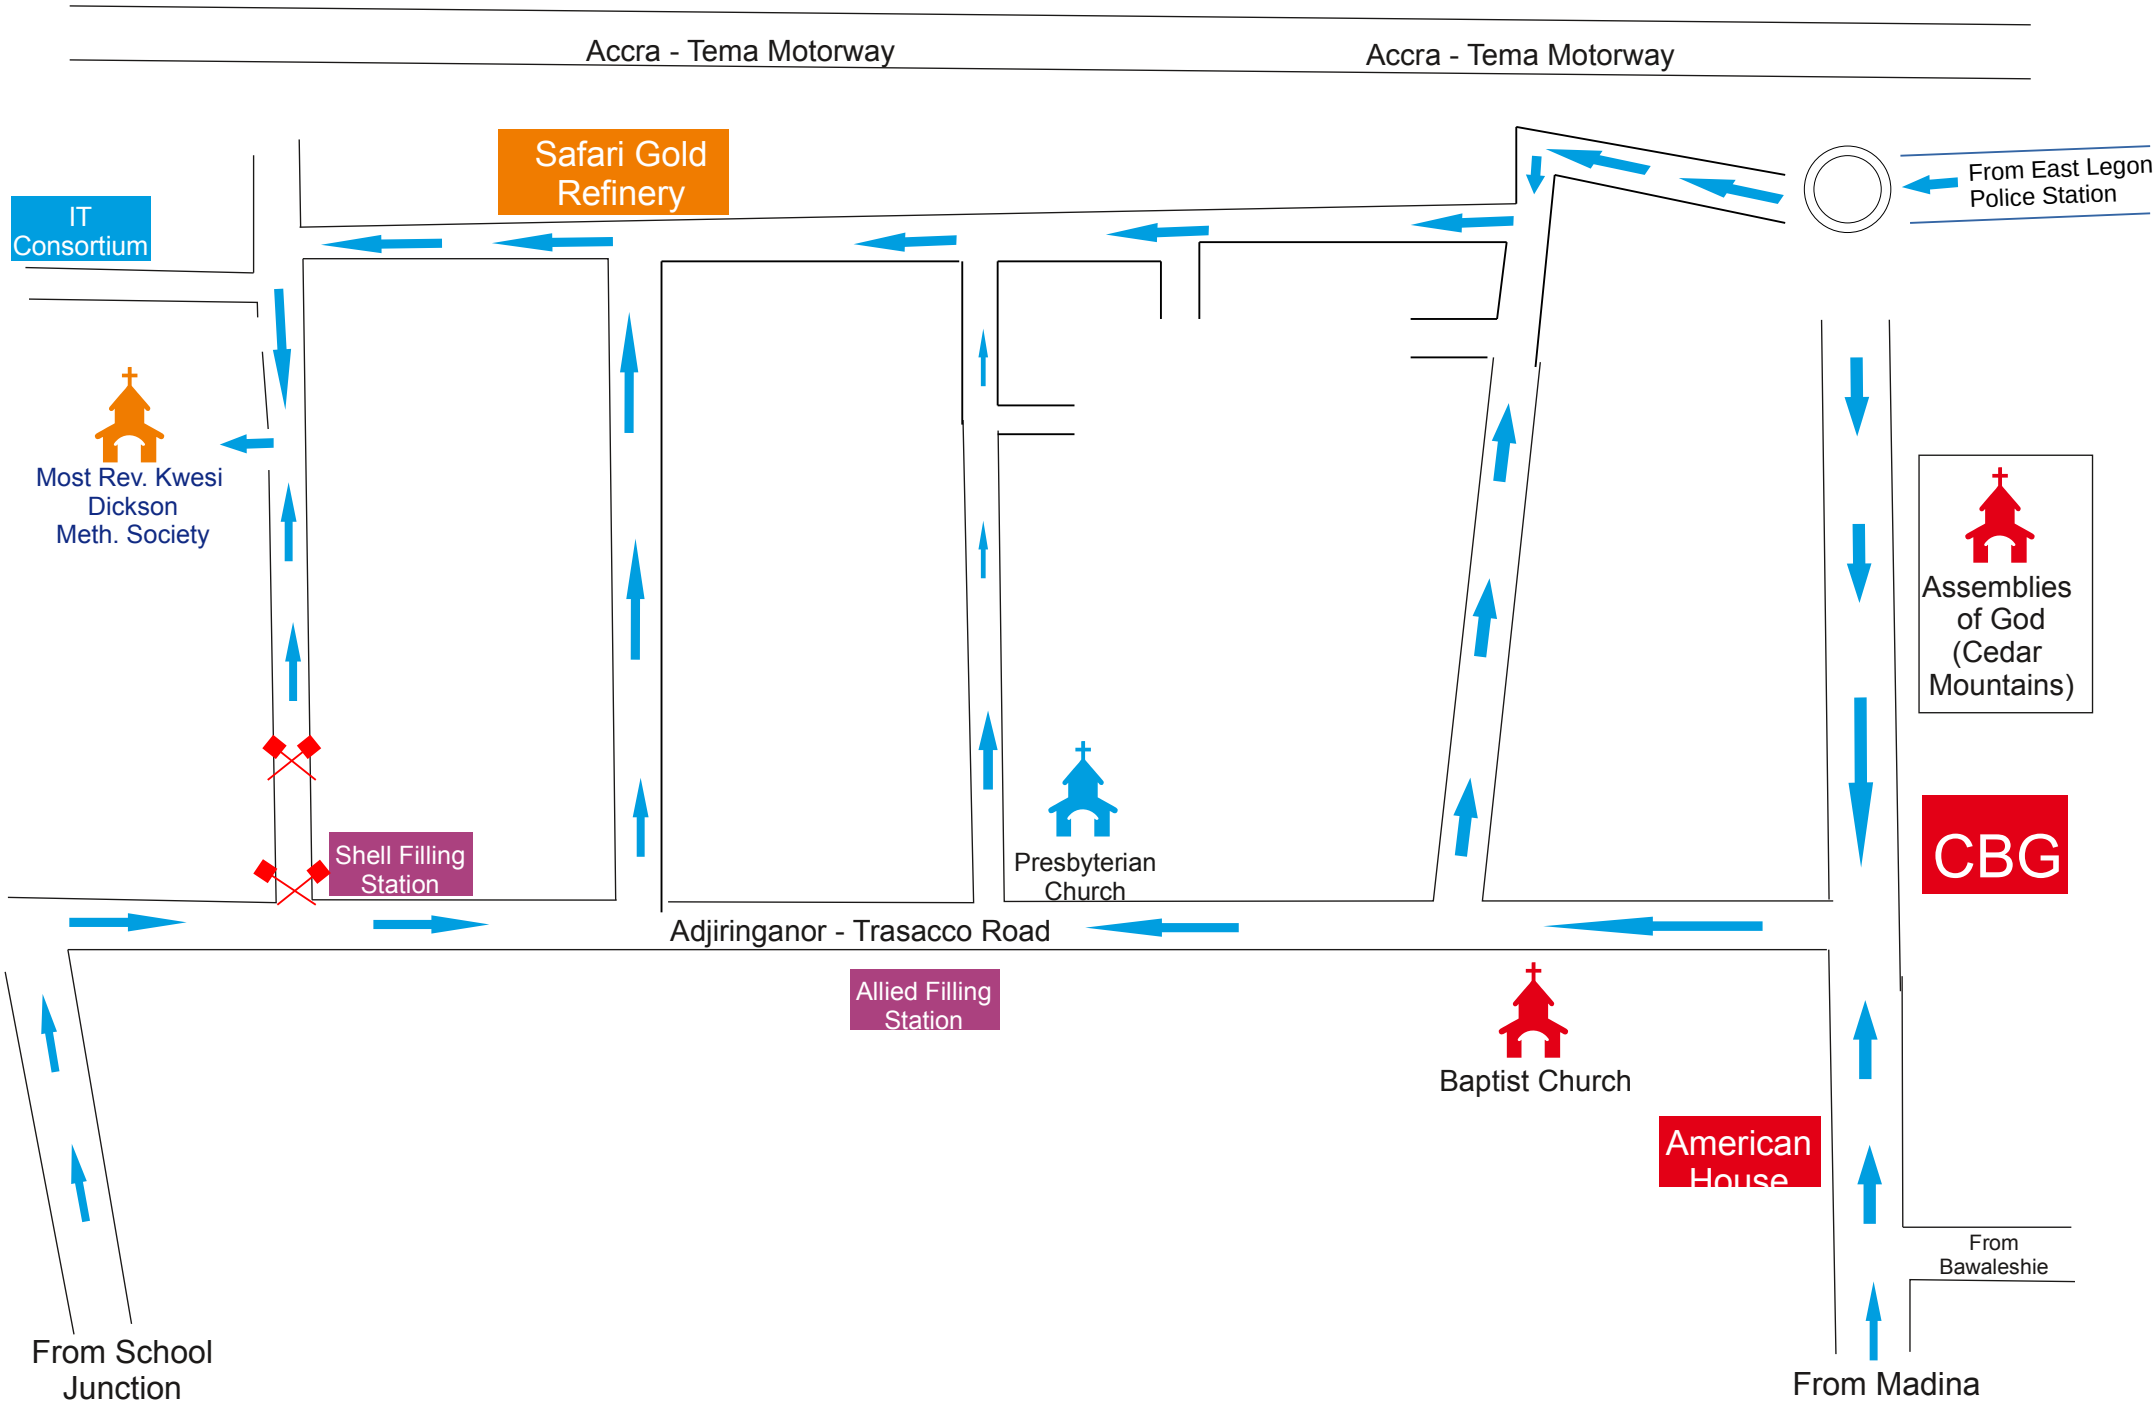 Accra - Tema Motorway
Accra - Tema Motorway
Safari Gold
Refinery
From East Legon
Police Station
IT
Consortium
Most Rev. Kwesi
Dickson
Meth. Society
Assemblies
of God
(Cedar
Mountains)
CBG
Shell Filling
Station
Presbyterian
Church
Adjiringanor - Trasacco Road
Allied Filling
Station
Baptist Church
American
House
From
Bawaleshie
From School
Junction
From Madina